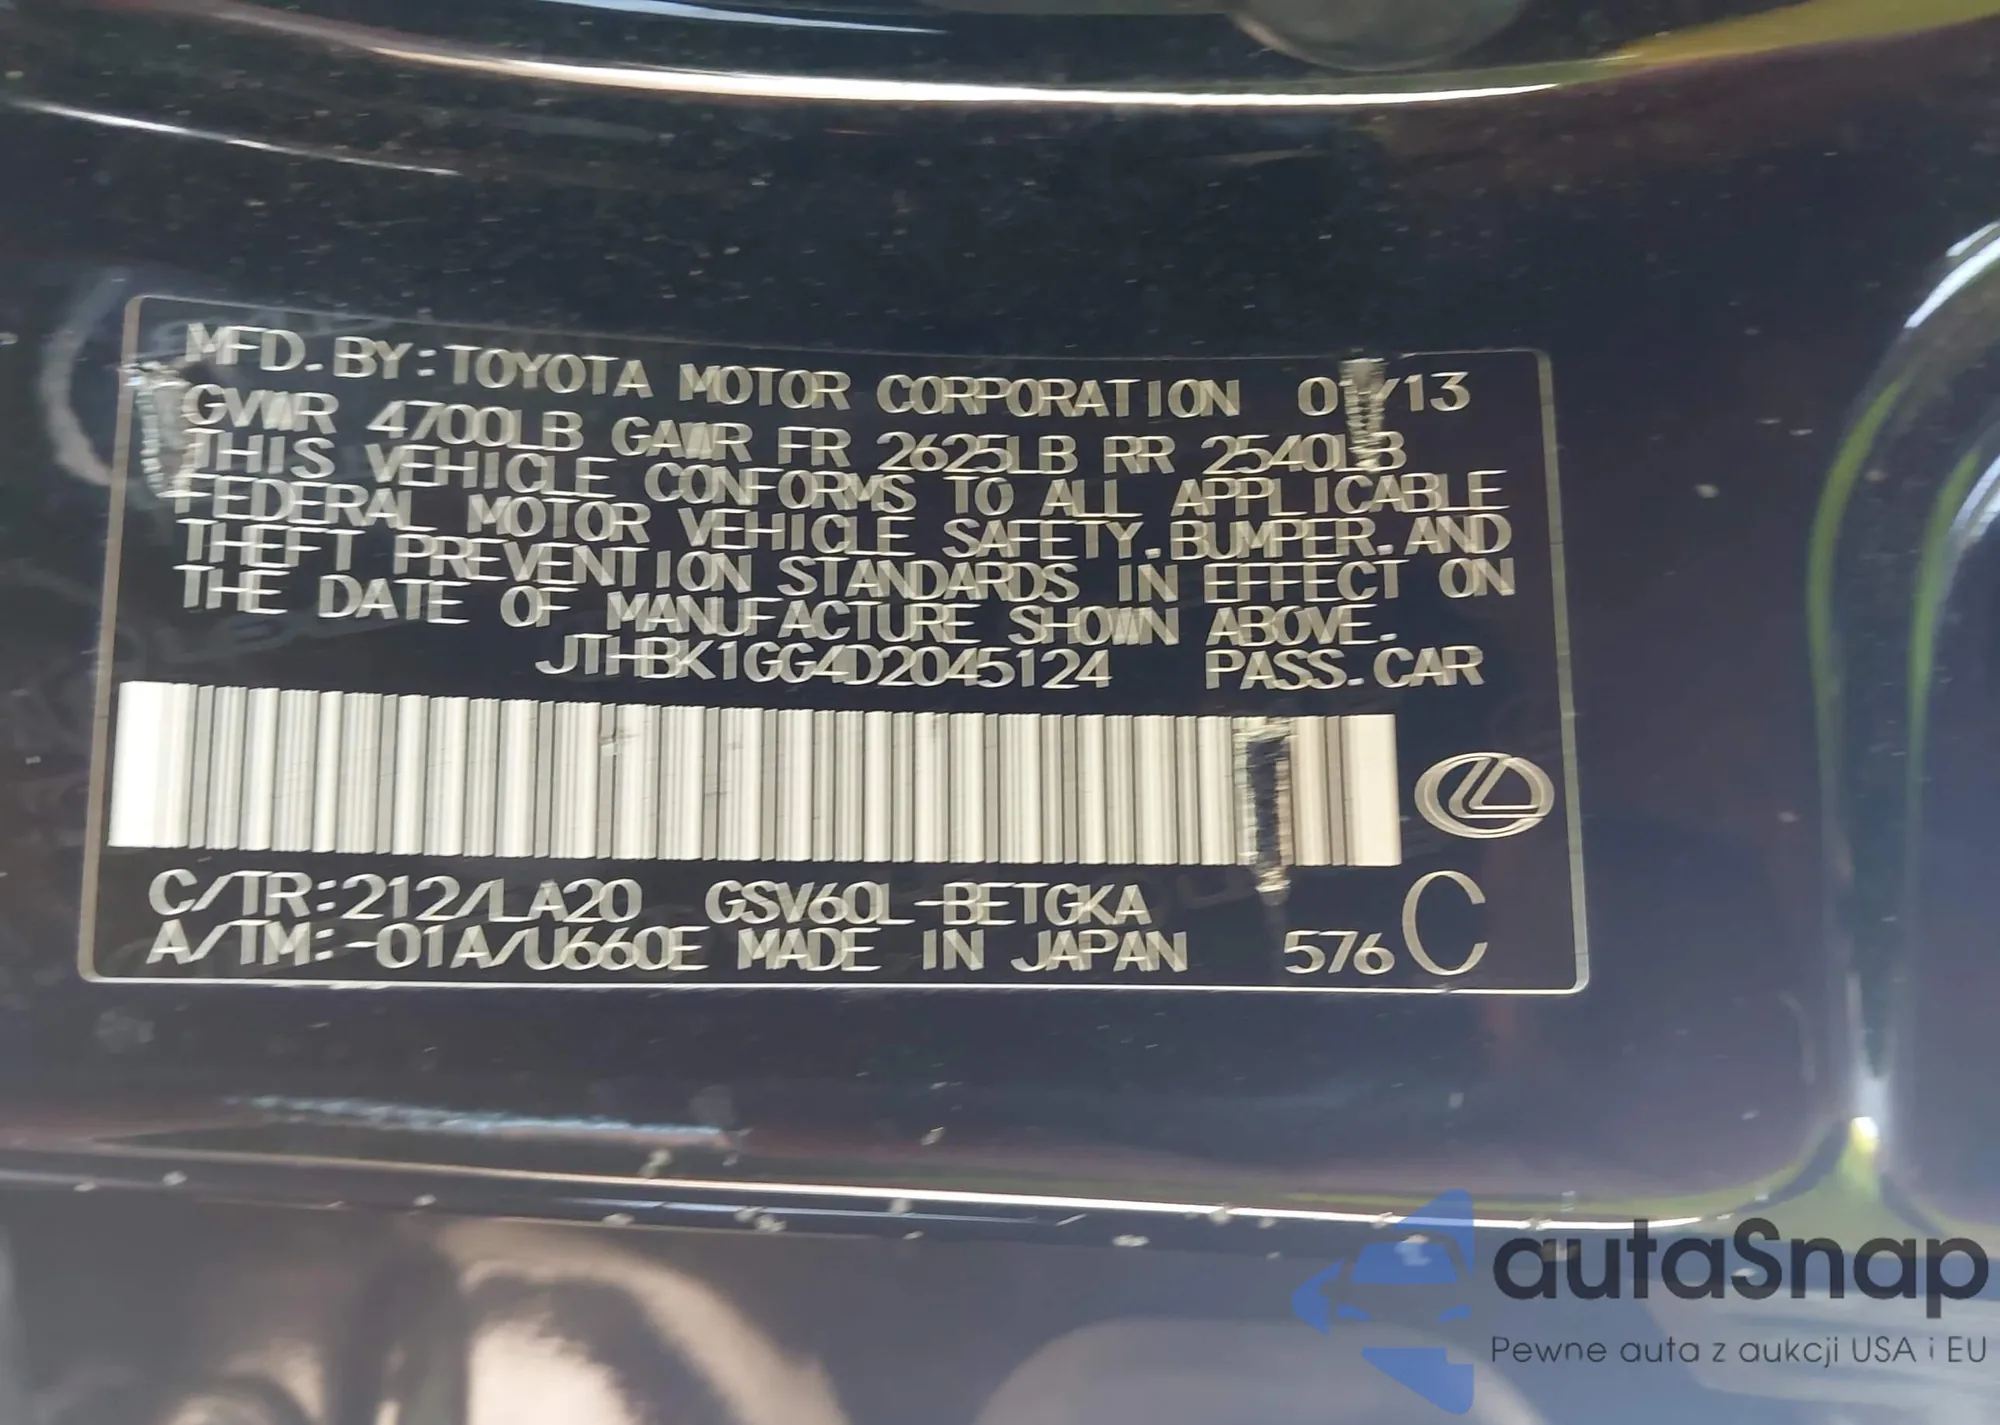 MFD. BY: TOYOTA MOTOR CORPORATION 01/13
GVWR 4700LB GAWR FR 2625LB RR 2540LB
THIS VEHICLE CONFORMS TO ALL APPLICABLE
FEDERAL MOTOR VEHICLE SAFETY. BUMPER. AND
THEFT PREVENTION STANDARDS IN EFFECT ON
THE DATE OF MANUFACTURE SHOWN ABOVE.
JTHBK1GG4D2045124 PASS. CAR
C/TR: 212/LA20 GSV60L-BETGKA
A/TM: -01A/U660E MADE IN JAPAN 576 C
autaSnap
Pewne auta z aukcji USA i EU